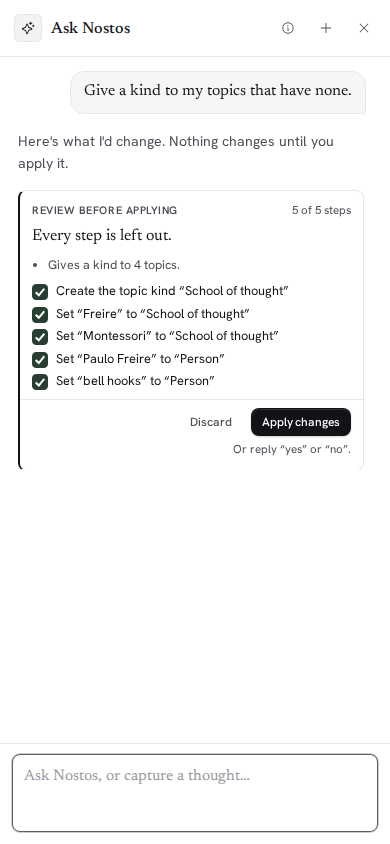 Ask Nostos
Give a kind to my topics that have none.
Here's what I'd change. Nothing changes until you
apply it.
REVIEW BEFORE APPLYING
5 of 5 steps
Every step is left out.
• Gives a kind to 4 topics.
Create the topic kind “School of thought”
Set “Freire” to “School of thought”
Set “Montessori” to “School of thought”
Set “Paulo Freire” to “Person”
Set “bell hooks” to “Person”
Discard
Apply changes
Or reply “yes” or “no”.
Ask Nostos, or capture a thought…